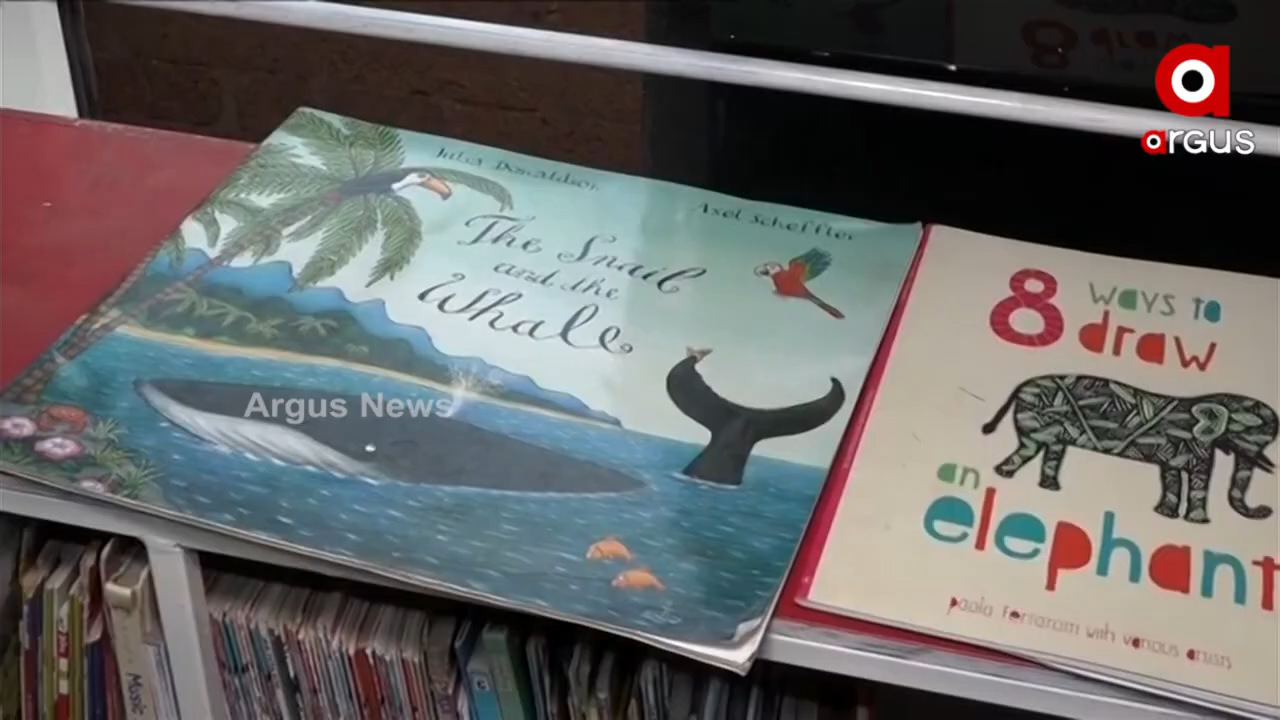 argus
Julia Donaldson
Axel Scheffler
The Snail
and the
Whale
Argus News
8 ways to
draw
an
elephant
paola Ferrarotti with various artists
Mosaic